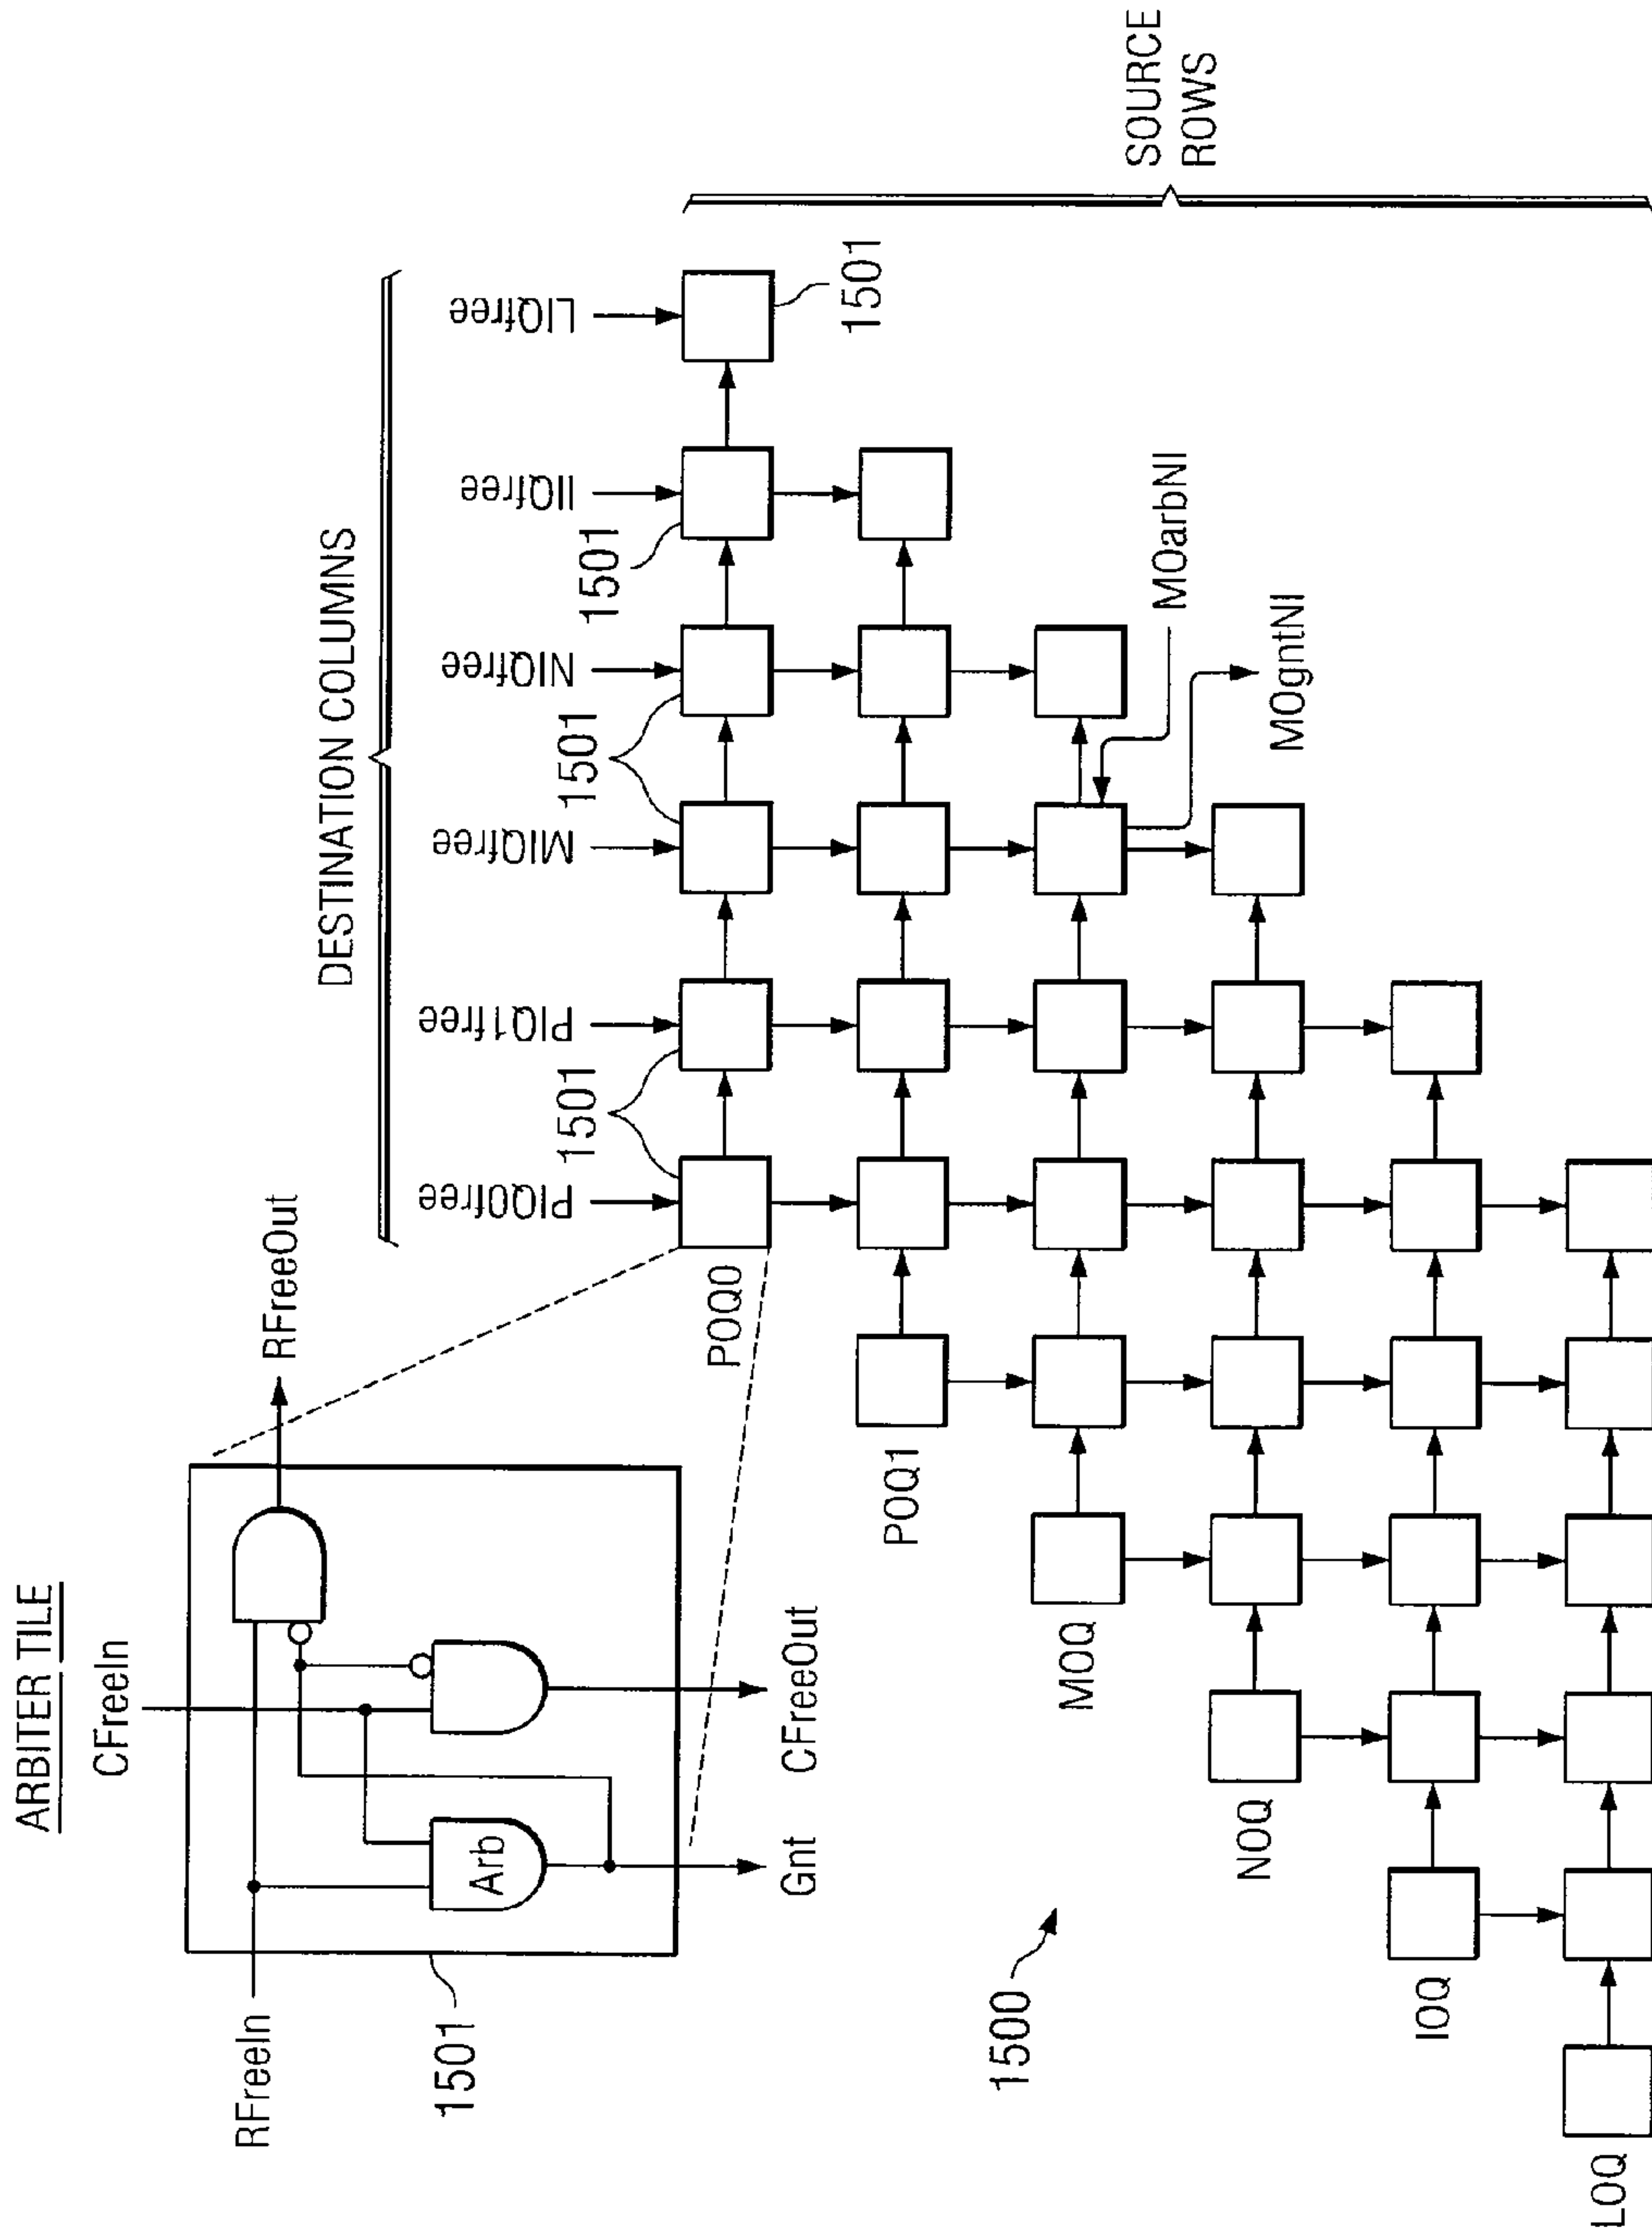 ARBITER TILE
CFreeIn
RFreeIn
RFreeOut
Arb
1501
Gnt
CFreeOut
DESTINATION COLUMNS
PIQ0free
PIQ1free
MIQfree
NIQfree
IIQfree
LIQfree
1501
1501
1501
1501
SOURCE
ROWS
POQ0
POQ1
MOQ
NOQ
IOQ
LOQ
MOarbNI
MOgntNI
1500